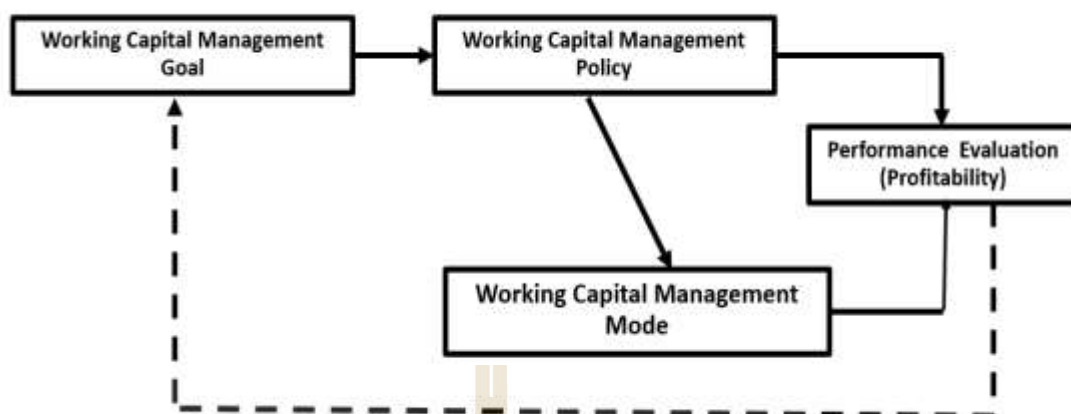 Working Capital Management
Goal
Working Capital Management
Policy
Performance Evaluation
(Profitability)
Working Capital Management
Mode